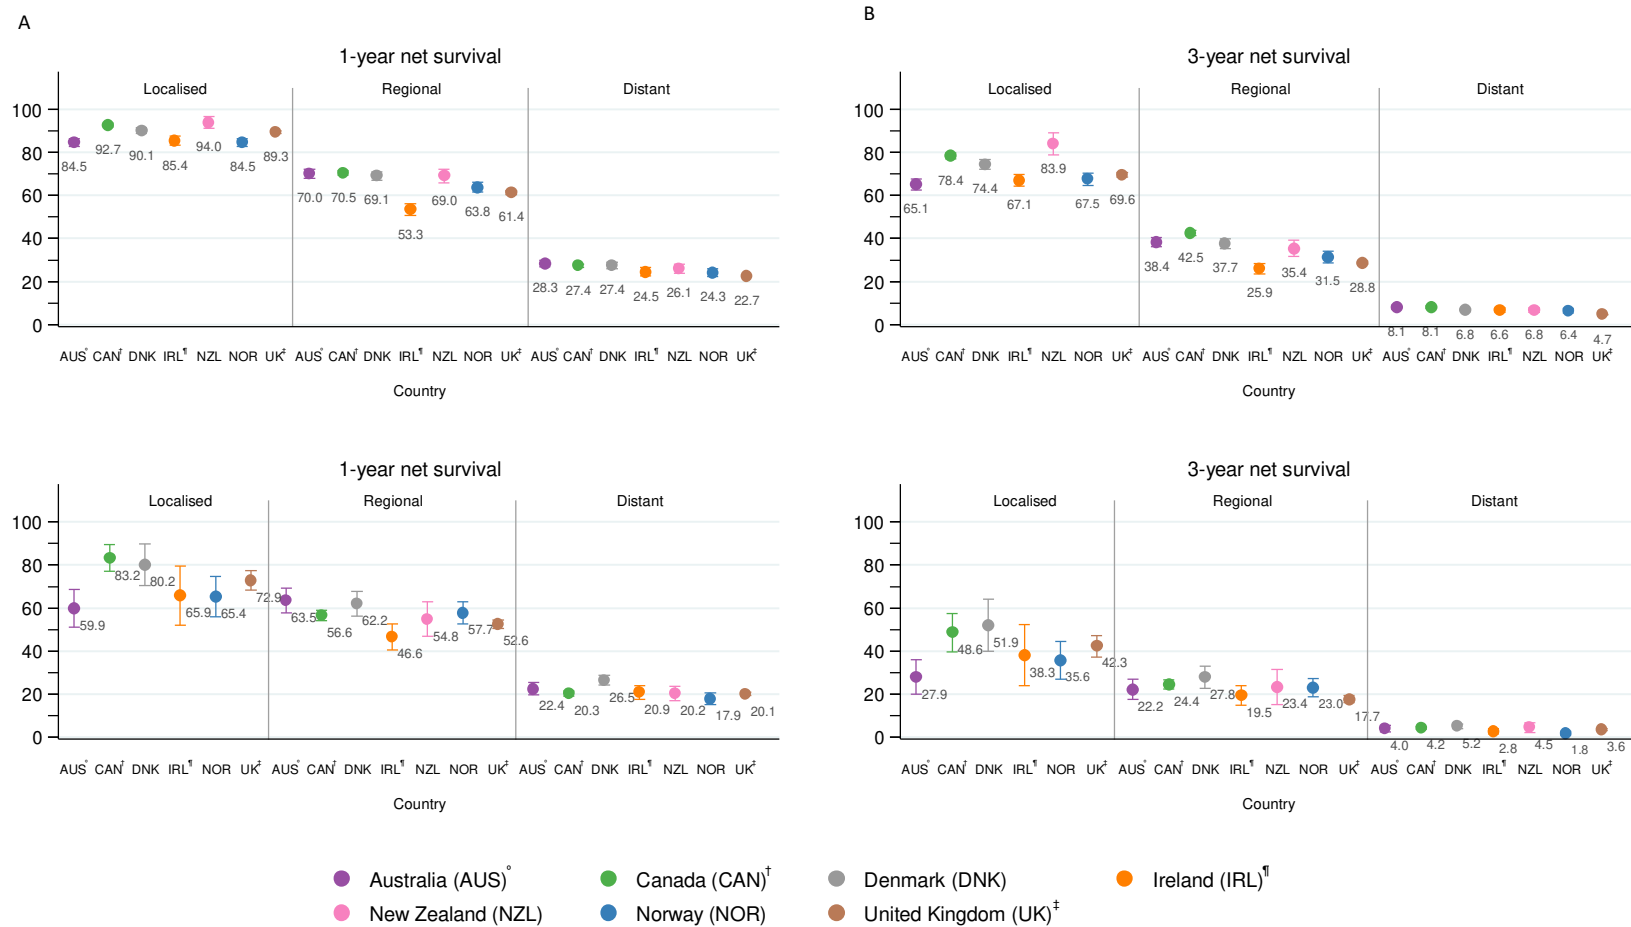 A
B
1-year net survival
3-year net survival
Localised Regional Distant
Localised Regional Distant
100
80
60
40
20
0
84.5 92.7 90.1 85.4 94.0 84.5 89.3
70.0 70.5 69.1 53.3 69.0 63.8 61.4
28.3 27.4 27.4 24.5 26.1 24.3 22.7
AUS° CAN† DNK IRL¶ NZL NOR UK‡ AUS° CAN† DNK IRL¶ NZL NOR UK‡ AUS° CAN† DNK IRL¶ NZL NOR UK‡
Country
100
80
60
40
20
0
65.1 78.4 74.4 67.1 83.9 67.5 69.6
38.4 42.5 37.7 25.9 35.4 31.5 28.8
8.1 8.1 6.8 6.6 6.8 6.4 4.7
AUS° CAN† DNK IRL¶ NZL NOR UK‡ AUS° CAN† DNK IRL¶ NZL NOR UK‡ AUS° CAN† DNK IRL¶ NZL NOR UK‡
Country
1-year net survival
3-year net survival
Localised Regional Distant
Localised Regional Distant
100
80
60
40
20
0
59.9 83.2 80.2 65.9 65.4 72.9
63.5 56.6 62.2 46.6 54.8 57.7 52.6
22.4 20.3 26.5 20.9 20.2 17.9 20.1
AUS° CAN† DNK IRL¶ NOR UK‡ AUS° CAN† DNK IRL¶ NZL NOR UK‡ AUS° CAN† DNK IRL¶ NZL NOR UK‡
Country
100
80
60
40
20
0
27.9 48.6 51.9 38.3 35.6 42.3
22.2 24.4 27.8 19.5 23.4 23.0 17.7
4.0 4.2 5.2 2.8 4.5 1.8 3.6
AUS° CAN† DNK IRL¶ NOR UK‡ AUS° CAN† DNK IRL¶ NZL NOR UK‡ AUS° CAN† DNK IRL¶ NZL NOR UK‡
Country
Australia (AUS)° Canada (CAN)† Denmark (DNK) Ireland (IRL)¶
New Zealand (NZL) Norway (NOR) United Kingdom (UK)‡